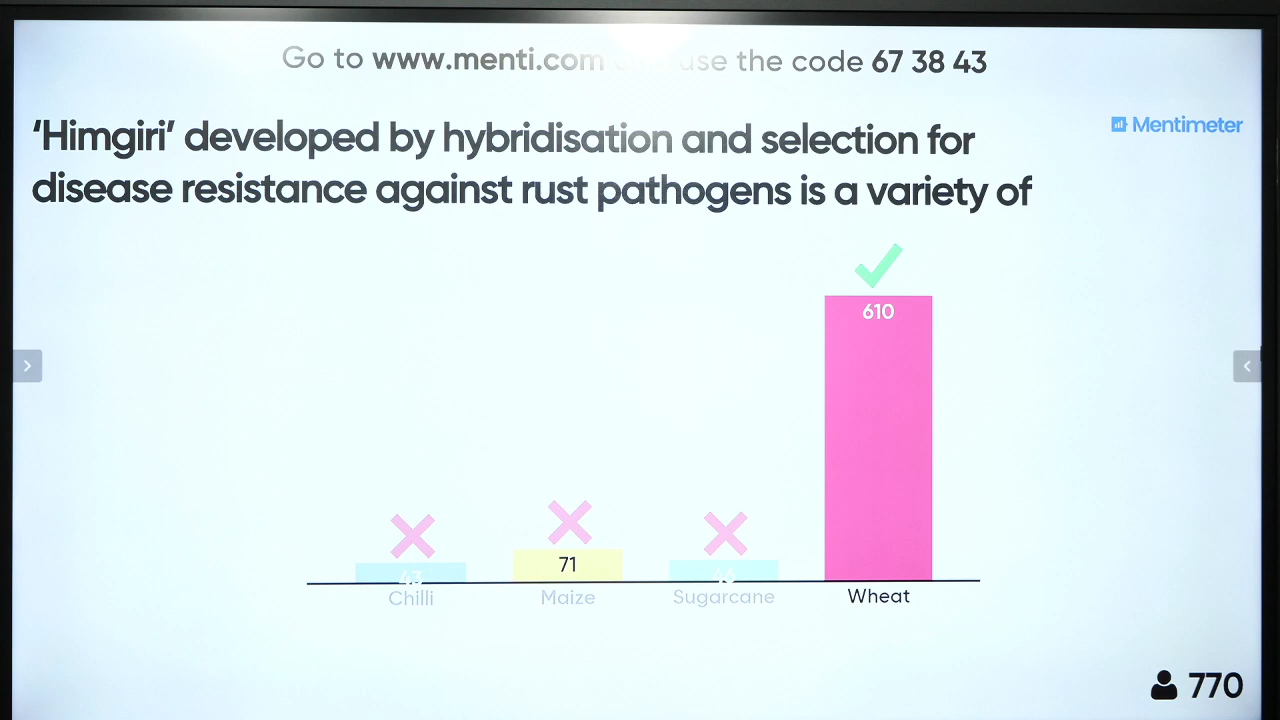 Go to www.menti.com and use the code 67 38 43
'Himgiri' developed by hybridisation and selection for
Mentimeter
disease resistance against rust pathogens is a variety of
610
71
Chilli
Maize
Sugarcane
Wheat
770